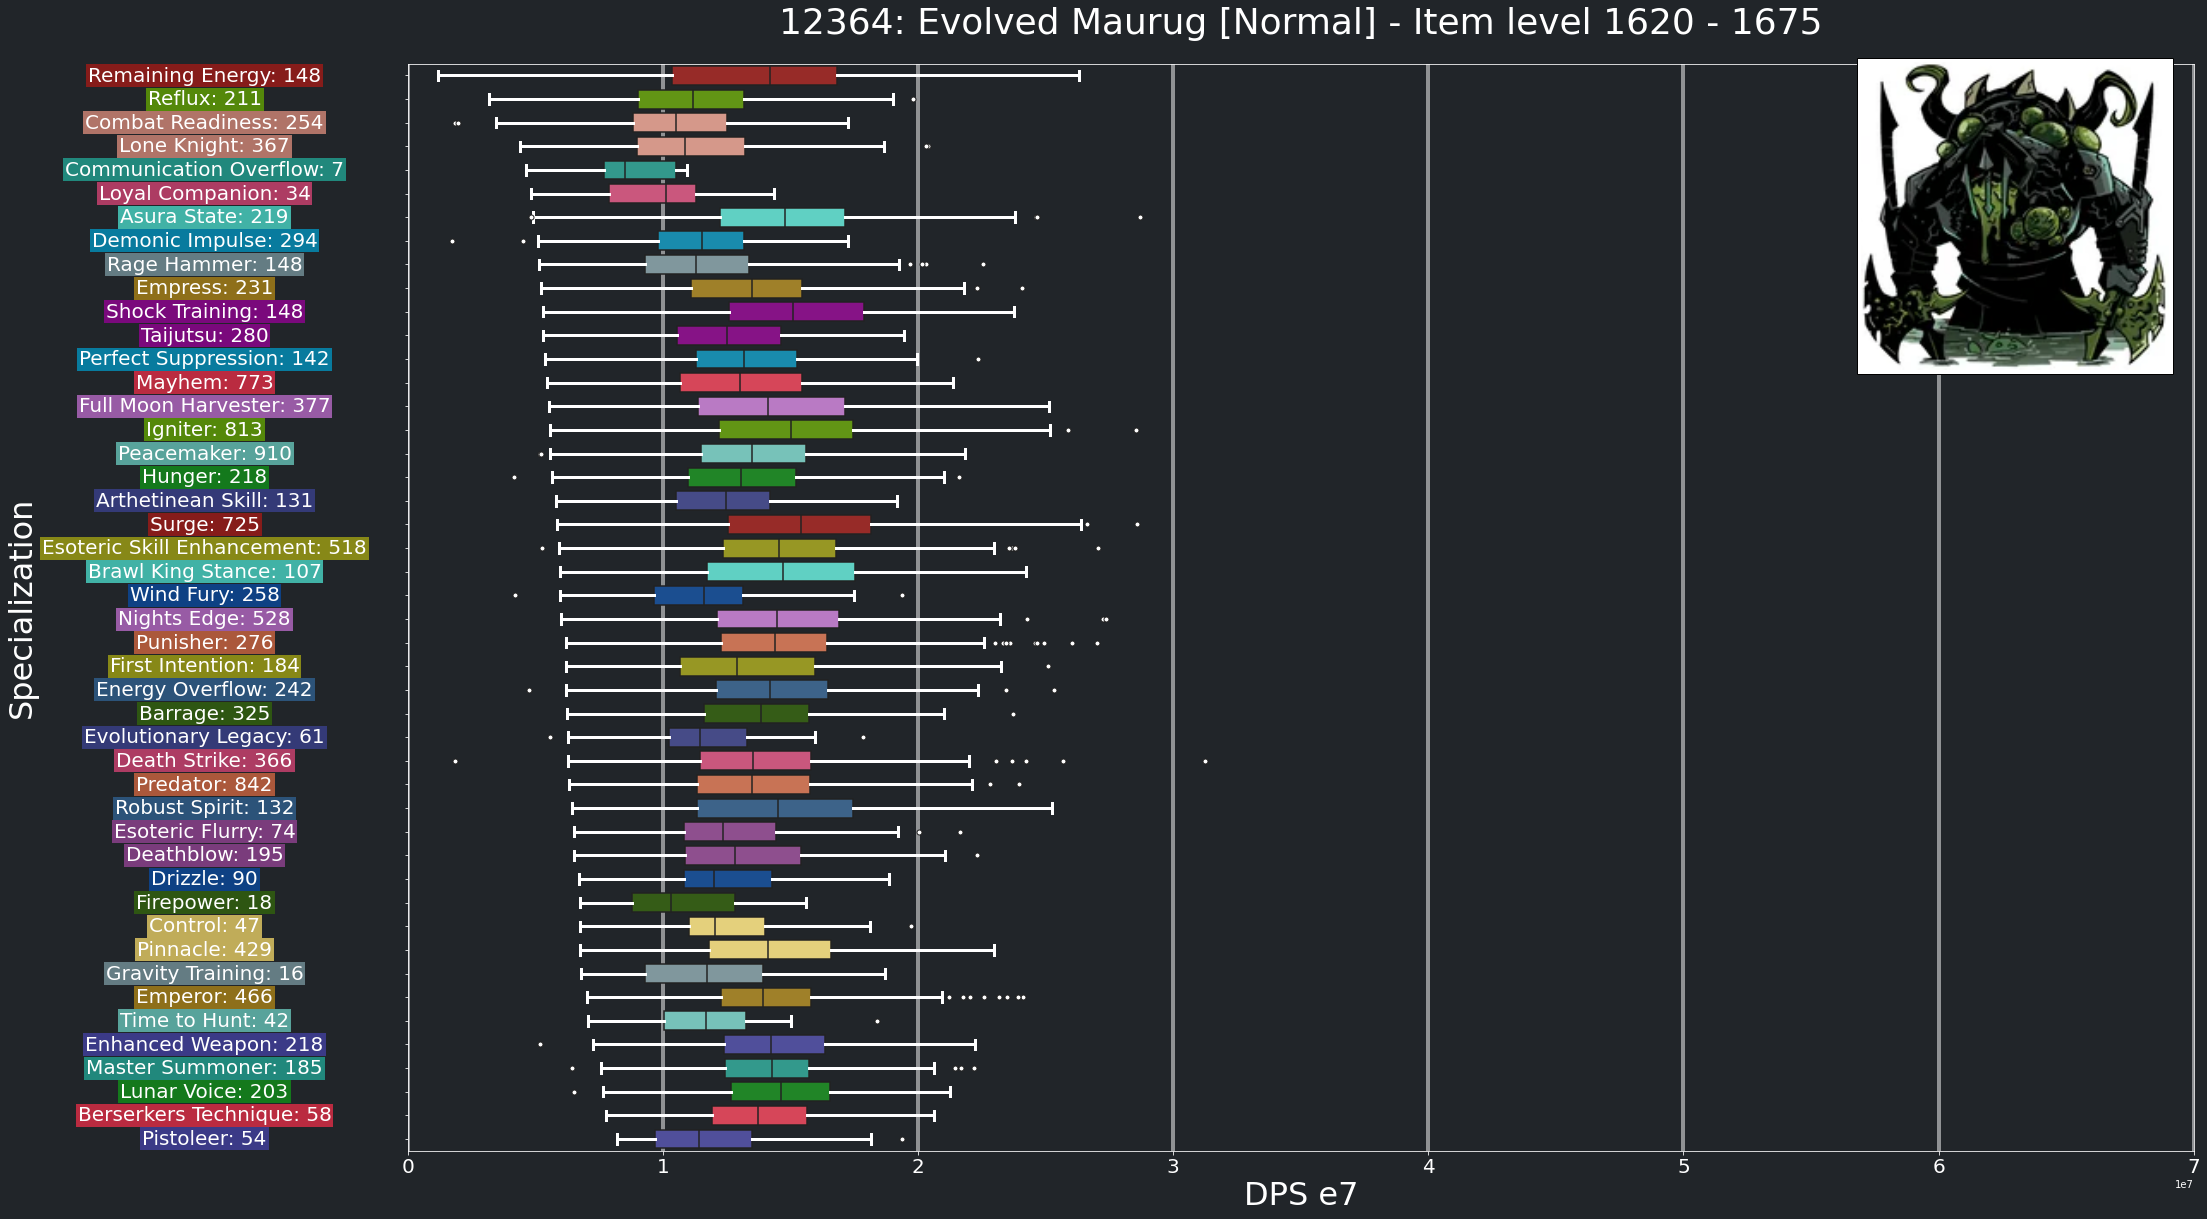 12364: Evolved Maurug [Normal] - Item level 1620 - 1675
Specialization
Remaining Energy: 148
Reflux: 211
Combat Readiness: 254
Lone Knight: 367
Communication Overflow: 7
Loyal Companion: 34
Asura State: 219
Demonic Impulse: 294
Rage Hammer: 148
Empress: 231
Shock Training: 148
Taijutsu: 280
Perfect Suppression: 142
Mayhem: 773
Full Moon Harvester: 377
Igniter: 813
Peacemaker: 910
Hunger: 218
Arthetinean Skill: 131
Surge: 725
Esoteric Skill Enhancement: 518
Brawl King Stance: 107
Wind Fury: 258
Nights Edge: 528
Punisher: 276
First Intention: 184
Energy Overflow: 242
Barrage: 325
Evolutionary Legacy: 61
Death Strike: 366
Predator: 842
Robust Spirit: 132
Esoteric Flurry: 74
Deathblow: 195
Drizzle: 90
Firepower: 18
Control: 47
Pinnacle: 429
Gravity Training: 16
Emperor: 466
Time to Hunt: 42
Enhanced Weapon: 218
Master Summoner: 185
Lunar Voice: 203
Berserkers Technique: 58
Pistoleer: 54
0 1 2 3 4 5 6 7
1e7
DPS e7